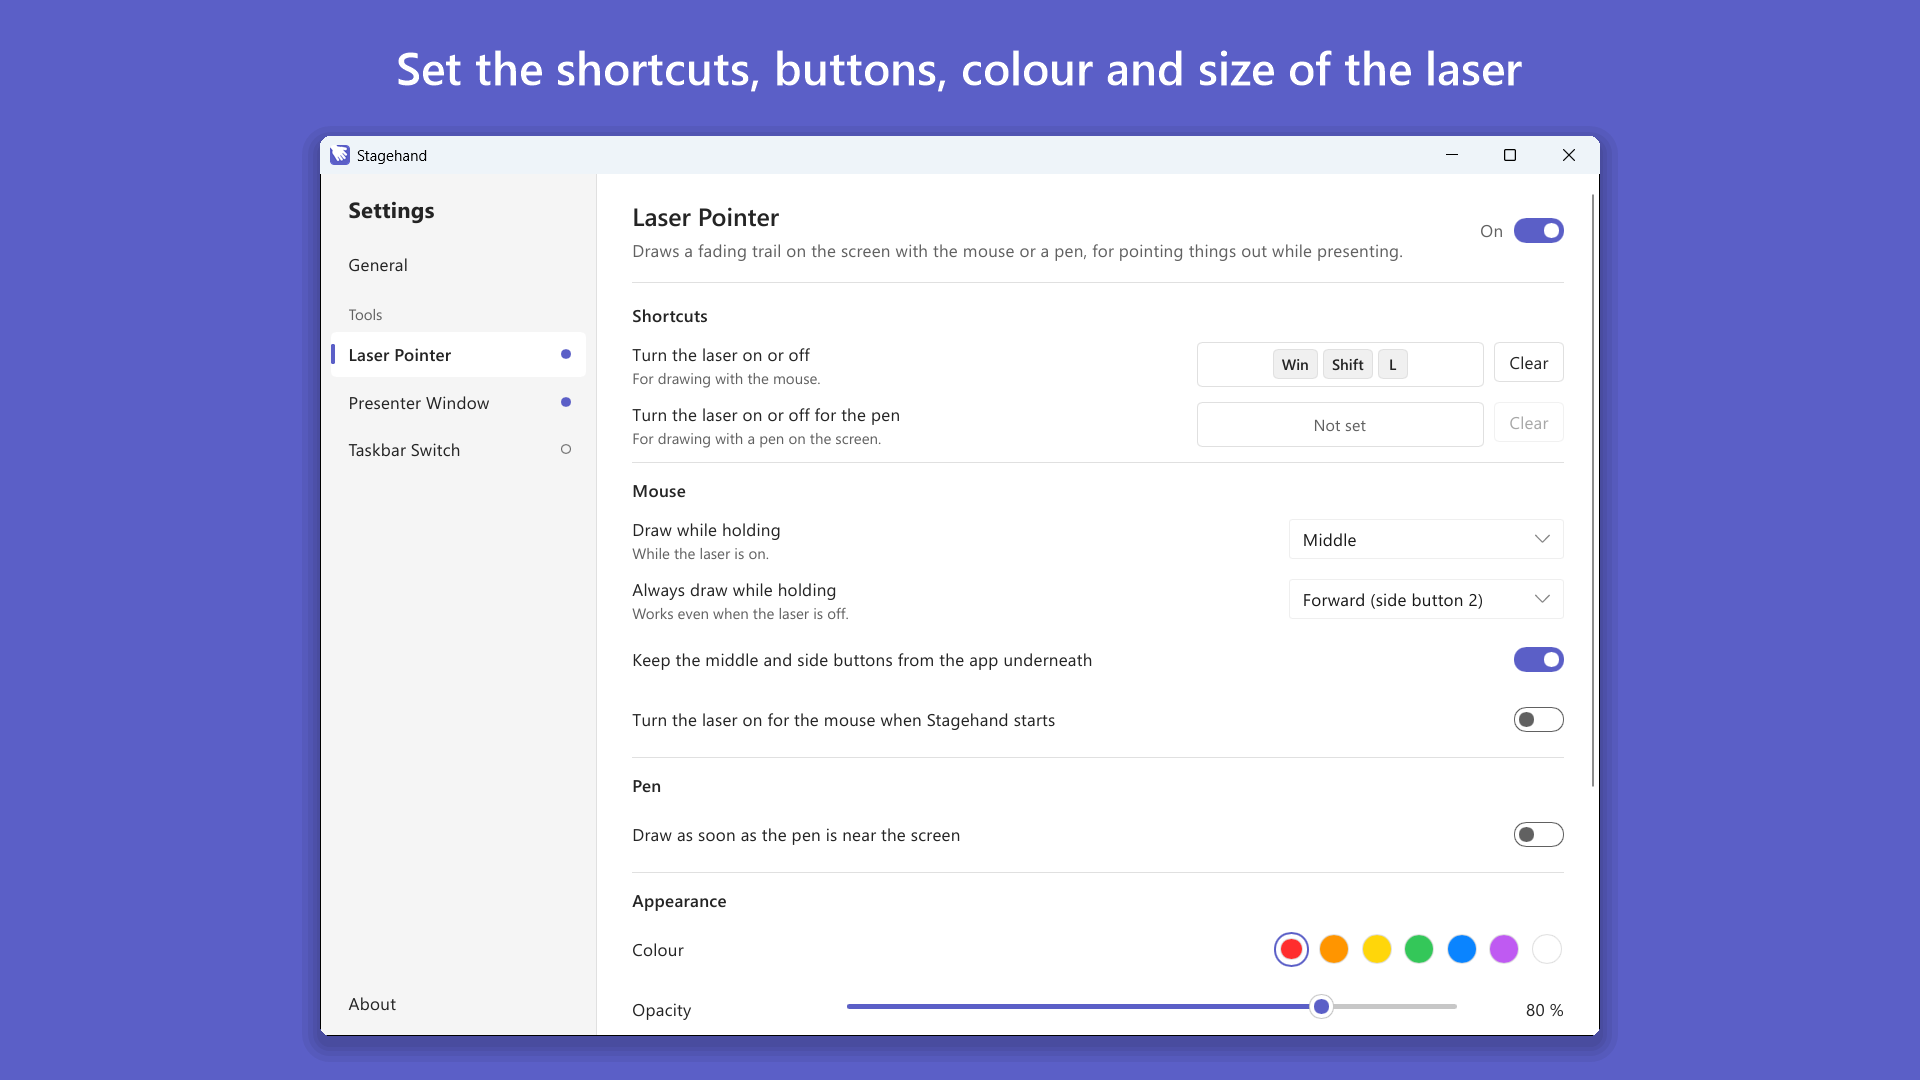 Set the shortcuts, buttons, colour and size of the laser
Stagehand
Settings
General
Tools
Laser Pointer
Presenter Window
Taskbar Switch
About
Laser Pointer
Draws a fading trail on the screen with the mouse or a pen, for pointing things out while presenting.
On
Shortcuts
Turn the laser on or off
For drawing with the mouse.
Win Shift L
Clear
Turn the laser on or off for the pen
For drawing with a pen on the screen.
Not set
Clear
Mouse
Draw while holding
While the laser is on.
Middle
Always draw while holding
Works even when the laser is off.
Forward (side button 2)
Keep the middle and side buttons from the app underneath
Turn the laser on for the mouse when Stagehand starts
Pen
Draw as soon as the pen is near the screen
Appearance
Colour
Opacity
80 %